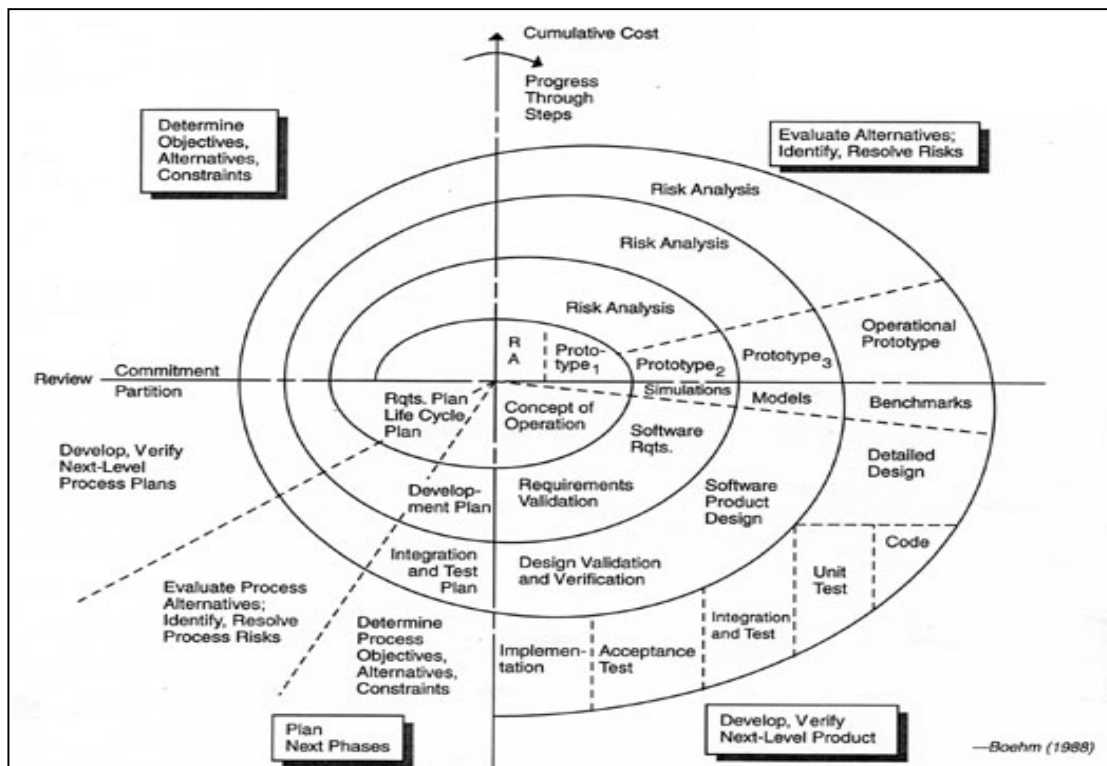 Cumulative Cost
Progress
Through
Steps
Determine
Objectives,
Alternatives,
Constraints
Evaluate Alternatives;
Identify, Resolve Risks
Risk Analysis
Risk Analysis
Risk Analysis
R
A
Proto-
type1
Prototype2
Prototype3
Operational
Prototype
Review
Commitment
Partition
Simulations
Models
Benchmarks
Rqts. Plan
Life Cycle
Plan
Concept of
Operation
Software
Rqts.
Detailed
Design
Develop, Verify
Next-Level
Process Plans
Develop-
ment Plan
Requirements
Validation
Software
Product
Design
Code
Integration
and Test
Plan
Design Validation
and Verification
Unit
Test
Evaluate Process
Alternatives;
Identify, Resolve
Process Risks
Determine
Process
Objectives,
Alternatives,
Constraints
Implemen-
tation
Acceptance
Test
Integration
and Test
Plan
Next Phases
Develop, Verify
Next-Level Product
—Boehm (1988)